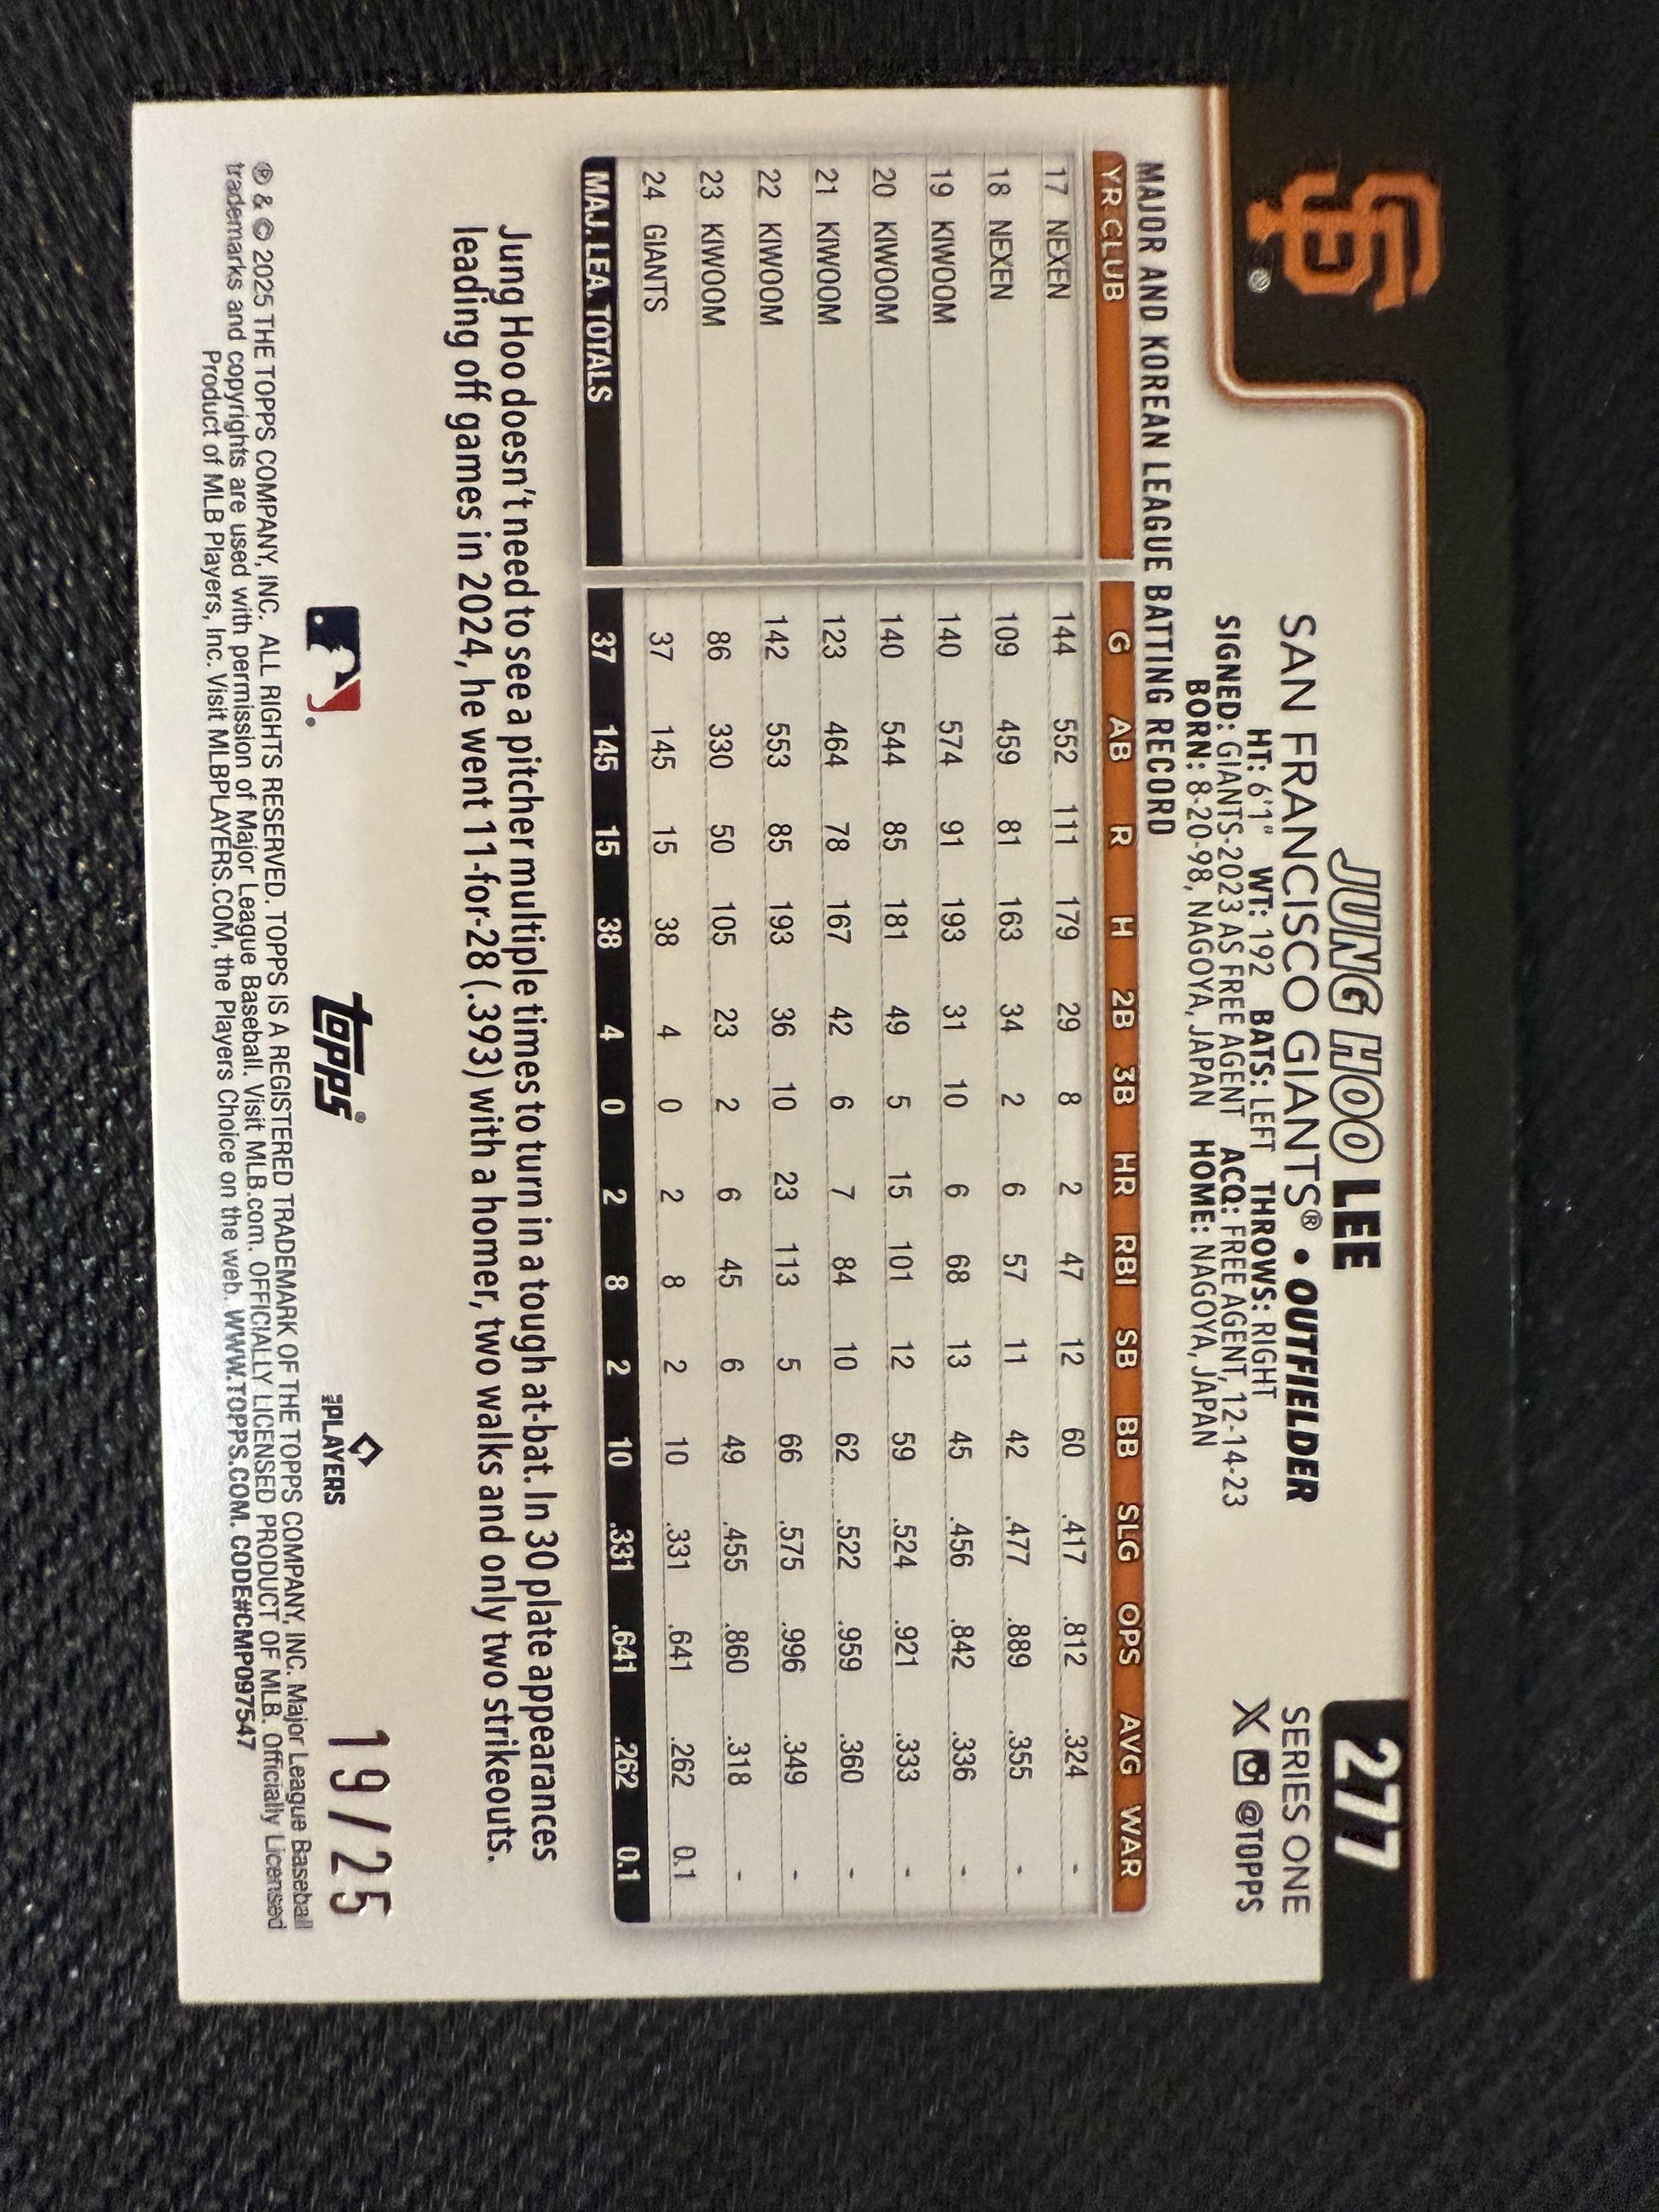 SF®
277
JUNG HOO LEE
SAN FRANCISCO GIANTS® • OUTFIELDER
SERIES ONE
HT: 6'1" WT: 192 BATS: LEFT THROWS: RIGHT
@TOPPS
SIGNED: GIANTS-2023 AS FREE AGENT ACQ: FREE AGENT, 12-14-23
BORN: 8-20-98, NAGOYA, JAPAN HOME: NAGOYA, JAPAN
MAJOR AND KOREAN LEAGUE BATTING RECORD
YR CLUB G AB R H 2B 3B HR RBI SB BB SLG OPS AVG WAR
17 NEXEN 144 552 111 179 29 8 2 47 12 60 .417 .812 .324 -
18 NEXEN 109 459 81 163 34 2 6 57 11 42 .477 .889 .355 -
19 KIWOOM 140 574 91 193 31 10 6 68 13 45 .456 .842 .336 -
20 KIWOOM 140 544 85 181 49 5 15 101 12 59 .524 .921 .333 -
21 KIWOOM 123 464 78 167 42 6 7 84 10 62 .522 .959 .360 -
22 KIWOOM 142 553 85 193 36 10 23 113 5 66 .575 .996 .349 -
23 KIWOOM 86 330 50 105 23 2 6 45 6 49 .455 .860 .318 -
24 GIANTS 37 145 15 38 4 0 2 8 2 10 .331 .641 .262 0.1
MAJ. LEA. TOTALS 37 145 15 38 4 0 2 8 2 10 .331 .641 .262 0.1
Jung Hoo doesn't need to see a pitcher multiple times to turn in a tough at-bat. In 30 plate appearances
leading off games in 2024, he went 11-for-28 (.393) with a homer, two walks and only two strikeouts.
topps®
THE PLAYERS
19/25
® & © 2025 THE TOPPS COMPANY, INC. ALL RIGHTS RESERVED. TOPPS IS A REGISTERED TRADEMARK OF THE TOPPS COMPANY, INC. Major League Baseball
trademarks and copyrights are used with permission of Major League Baseball. Visit MLB.com. OFFICIALLY LICENSED PRODUCT OF MLB. Officially Licensed
Product of MLB Players, Inc. Visit MLBPLAYERS.COM, the Players Choice on the web. WWW.TOPPS.COM. CODE#CMP097547